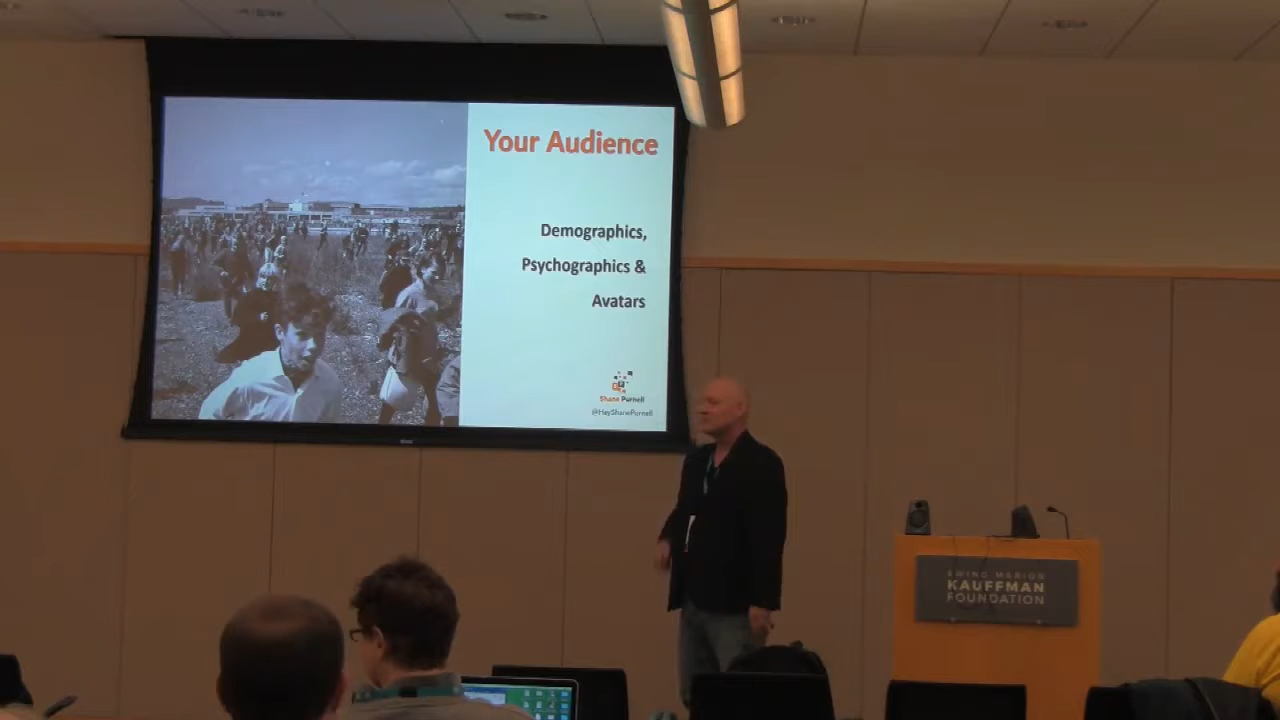 Your Audience
Demographics,
Psychographics &
Avatars
Shane Purnell
@HeyShanePurnell
EWING MARION
KAUFFMAN
FOUNDATION